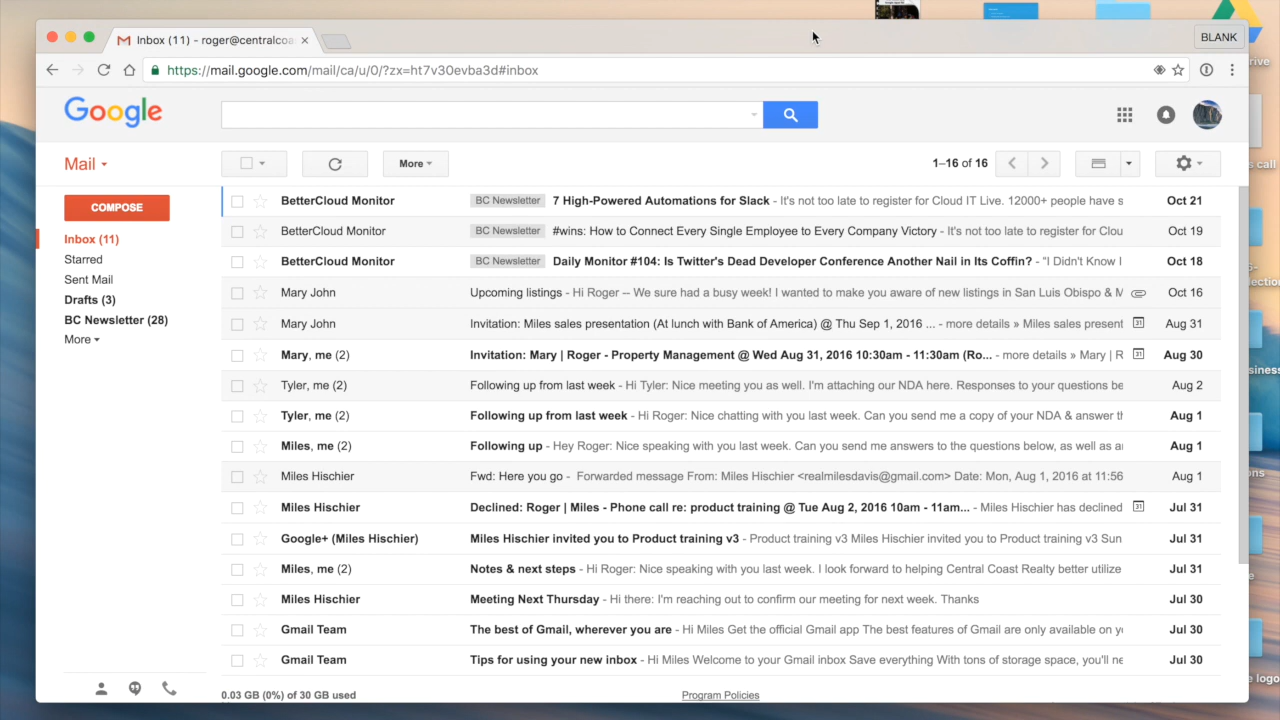 Inbox (11) - roger@centralcoa
BLANK
https://mail.google.com/mail/ca/u/0/?zx=ht7v30evba3d#inbox
Google
Mail
More
1–16 of 16
COMPOSE
Inbox (11)
Starred
Sent Mail
Drafts (3)
BC Newsletter (28)
More
BetterCloud Monitor BC Newsletter 7 High-Powered Automations for Slack - It's not too late to register for Cloud IT Live. 12000+ people have s Oct 21
BetterCloud Monitor BC Newsletter #wins: How to Connect Every Single Employee to Every Company Victory - It's not too late to register for Clou Oct 19
BetterCloud Monitor BC Newsletter Daily Monitor #104: Is Twitter's Dead Developer Conference Another Nail in Its Coffin? - “I Didn't Know I Oct 18
Mary John Upcoming listings - Hi Roger -- We sure had a busy week! I wanted to make you aware of new listings in San Luis Obispo & M Oct 16
Mary John Invitation: Miles sales presentation (At lunch with Bank of America) @ Thu Sep 1, 2016 ... - more details » Miles sales present 31 Aug 31
Mary, me (2) Invitation: Mary | Roger - Property Management @ Wed Aug 31, 2016 10:30am - 11:30am (Ro... - more details » Mary | R 31 Aug 30
Tyler, me (2) Following up from last week - Hi Tyler: Nice meeting you as well. I'm attaching our NDA here. Responses to your questions be Aug 2
Tyler, me (2) Following up from last week - Hi Roger: Nice chatting with you last week. Can you send me a copy of your NDA & answer th Aug 1
Miles, me (2) Following up - Hey Roger: Nice speaking with you last week. Can you send me answers to the questions below, as well as ar Aug 1
Miles Hischier Fwd: Here you go - Forwarded message From: Miles Hischier <realmilesdavis@gmail.com> Date: Mon, Aug 1, 2016 at 11:56 Aug 1
Miles Hischier Declined: Roger | Miles - Phone call re: product training @ Tue Aug 2, 2016 10am - 11am... - Miles Hischier has declined 31 Jul 31
Google+ (Miles Hischier) Miles Hischier invited you to Product training v3 - Product training v3 Miles Hischier invited you to Product training v3 Sun Jul 31
Miles, me (2) Notes & next steps - Hi Roger: Nice speaking with you last week. I look forward to helping Central Coast Realty better utilize Jul 31
Miles Hischier Meeting Next Thursday - Hi there: I'm reaching out to confirm our meeting for next week. Thanks Jul 30
Gmail Team The best of Gmail, wherever you are - Hi Miles Get the official Gmail app The best features of Gmail are only available on yo Jul 30
Gmail Team Tips for using your new inbox - Hi Miles Welcome to your Gmail inbox Save everything With tons of storage space, you'll ne Jul 30
0.03 GB (0%) of 30 GB used
Program Policies